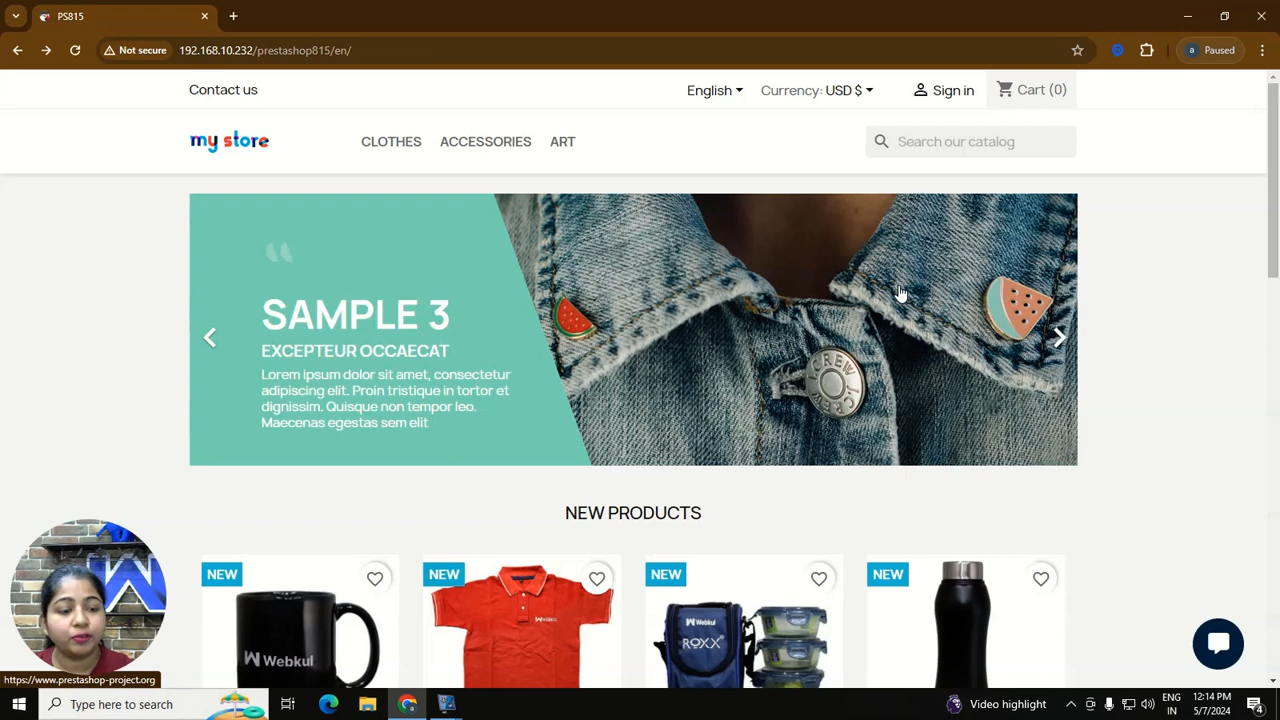 PS815
Not secure
192.168.10.232/prestashop815/en/
a Paused
Contact us
English
Currency: USD $
Sign in
Cart (0)
my store
CLOTHES
ACCESSORIES
ART
Search our catalog
SAMPLE 3
EXCEPTEUR OCCAECAT
Lorem ipsum dolor sit amet, consectetur
adipiscing elit. Proin tristique in tortor et
dignissim. Quisque non tempor leo.
Maecenas egestas sem elit
J.CREW J.CREW
NEW PRODUCTS
NEW
NEW
NEW
NEW
Webkul
Webkul
Webkul
ROXX
https://www.prestashop-project.org
Type here to search
Video highlight
ENG
IN
12:14 PM
5/7/2024
4